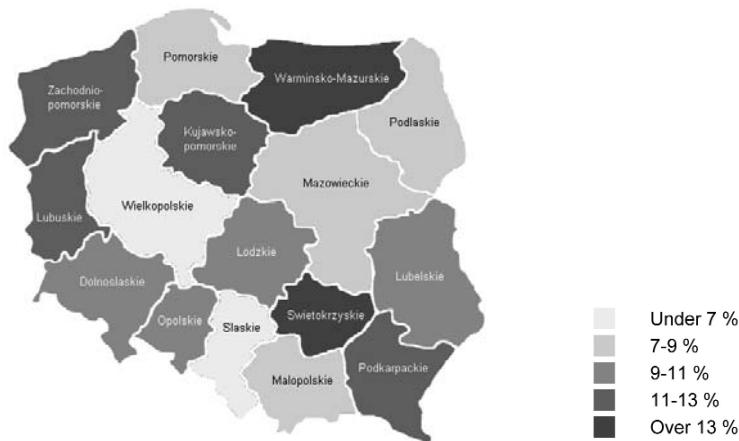 Pomorskie
Warminsko-Mazurskie
Zachodnio-
pomorskie
Podlaskie
Kujawsko-
pomorskie
Mazowieckie
Wielkopolskie
Lubuskie
Lodzkie
Lubelskie
Dolnoslaskie
Opolskie
Slaskie
Swietokrzyskie
Podkarpackie
Malopolskie
Under 7 %
7-9 %
9-11 %
11-13 %
Over 13 %